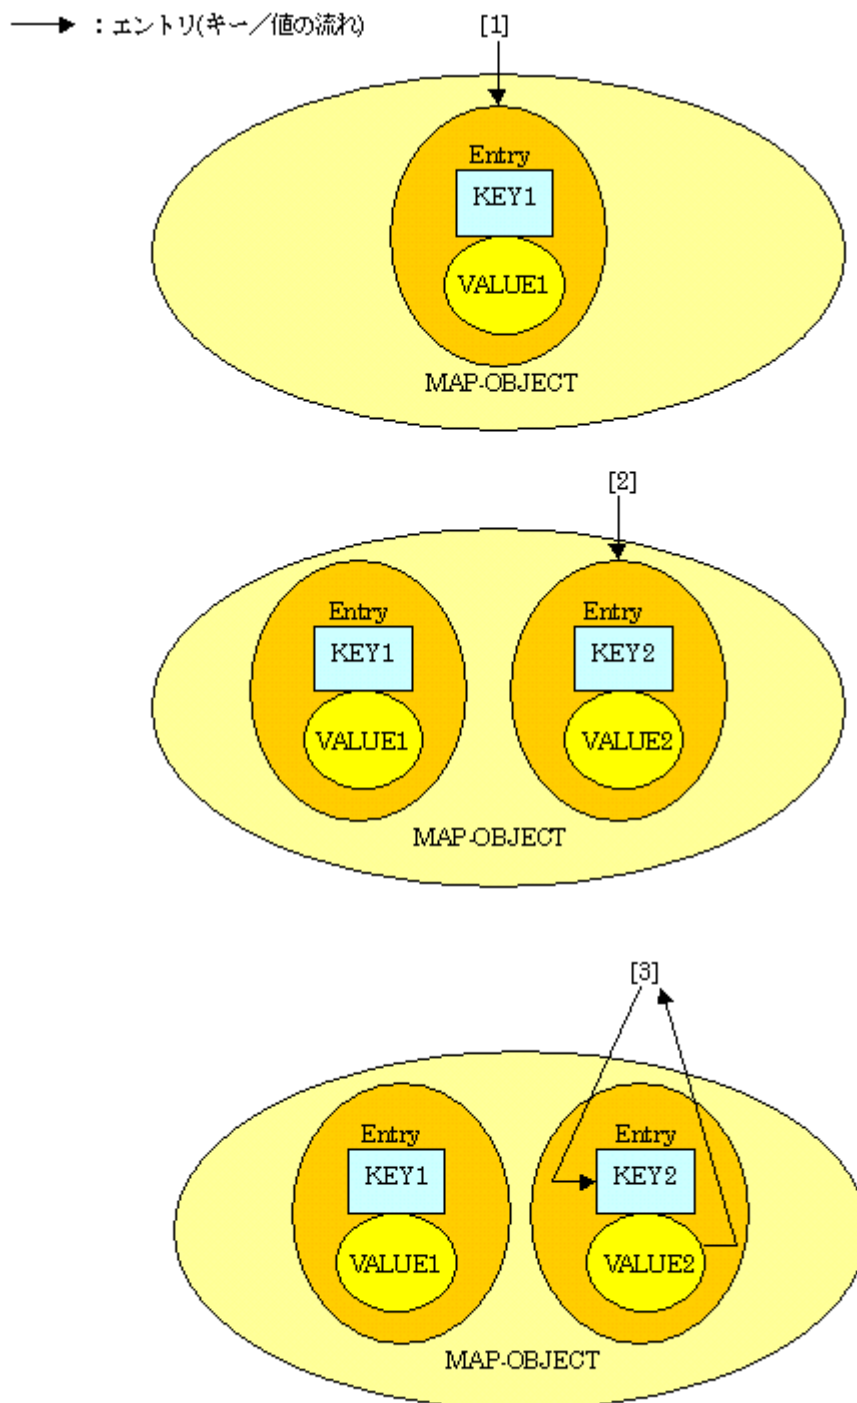 ：エントリ(キー／値の流れ)
[1]
Entry
KEY1
VALUE1
MAP-OBJECT
[2]
Entry Entry
KEY1 KEY2
VALUE1 VALUE2
MAP-OBJECT
[3]
Entry Entry
KEY1 KEY2
VALUE1 VALUE2
MAP-OBJECT